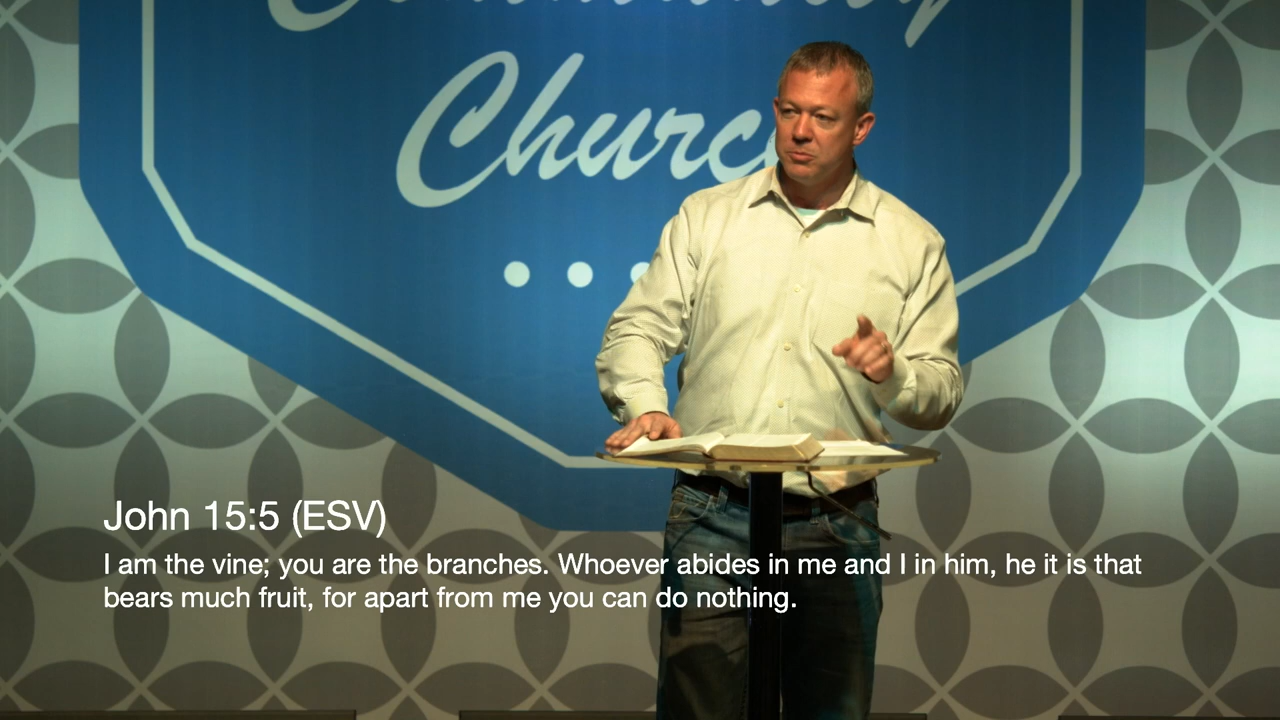 Community
Church
John 15:5 (ESV)
I am the vine; you are the branches. Whoever abides in me and I in him, he it is that
bears much fruit, for apart from me you can do nothing.